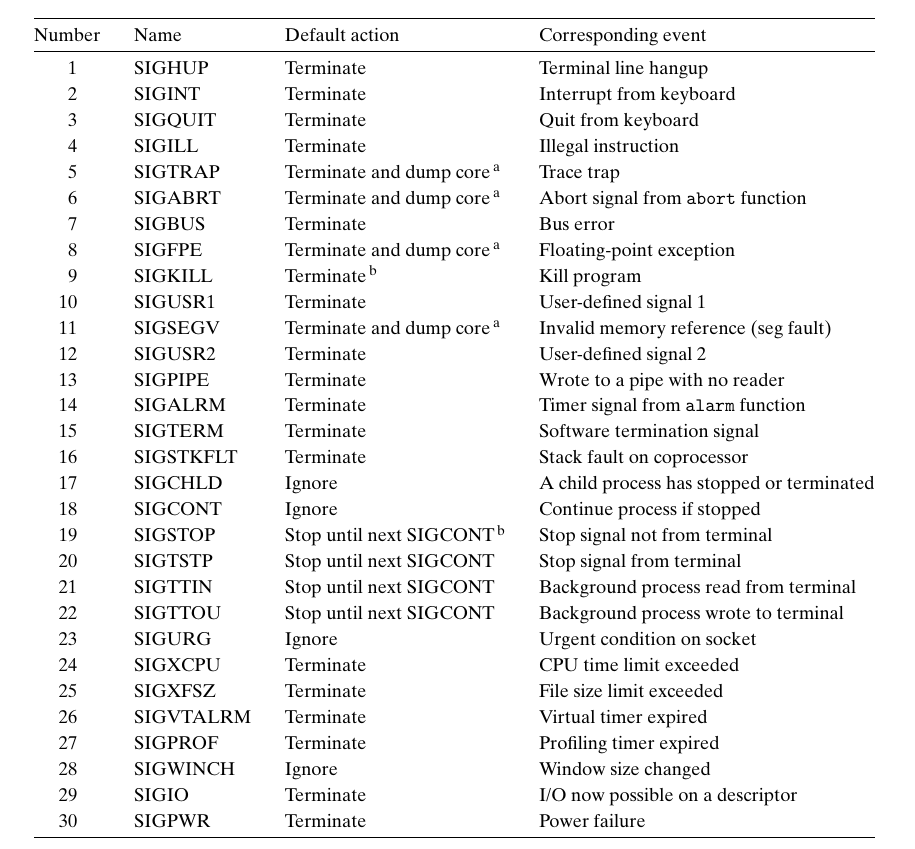 Number Name Default action Corresponding event
1 SIGHUP Terminate Terminal line hangup
2 SIGINT Terminate Interrupt from keyboard
3 SIGQUIT Terminate Quit from keyboard
4 SIGILL Terminate Illegal instruction
5 SIGTRAP Terminate and dump core a Trace trap
6 SIGABRT Terminate and dump core a Abort signal from abort function
7 SIGBUS Terminate Bus error
8 SIGFPE Terminate and dump core a Floating-point exception
9 SIGKILL Terminate b Kill program
10 SIGUSR1 Terminate User-defined signal 1
11 SIGSEGV Terminate and dump core a Invalid memory reference (seg fault)
12 SIGUSR2 Terminate User-defined signal 2
13 SIGPIPE Terminate Wrote to a pipe with no reader
14 SIGALRM Terminate Timer signal from alarm function
15 SIGTERM Terminate Software termination signal
16 SIGSTKFLT Terminate Stack fault on coprocessor
17 SIGCHLD Ignore A child process has stopped or terminated
18 SIGCONT Ignore Continue process if stopped
19 SIGSTOP Stop until next SIGCONT b Stop signal not from terminal
20 SIGTSTP Stop until next SIGCONT Stop signal from terminal
21 SIGTTIN Stop until next SIGCONT Background process read from terminal
22 SIGTTOU Stop until next SIGCONT Background process wrote to terminal
23 SIGURG Ignore Urgent condition on socket
24 SIGXCPU Terminate CPU time limit exceeded
25 SIGXFSZ Terminate File size limit exceeded
26 SIGVTALRM Terminate Virtual timer expired
27 SIGPROF Terminate Profiling timer expired
28 SIGWINCH Ignore Window size changed
29 SIGIO Terminate I/O now possible on a descriptor
30 SIGPWR Terminate Power failure